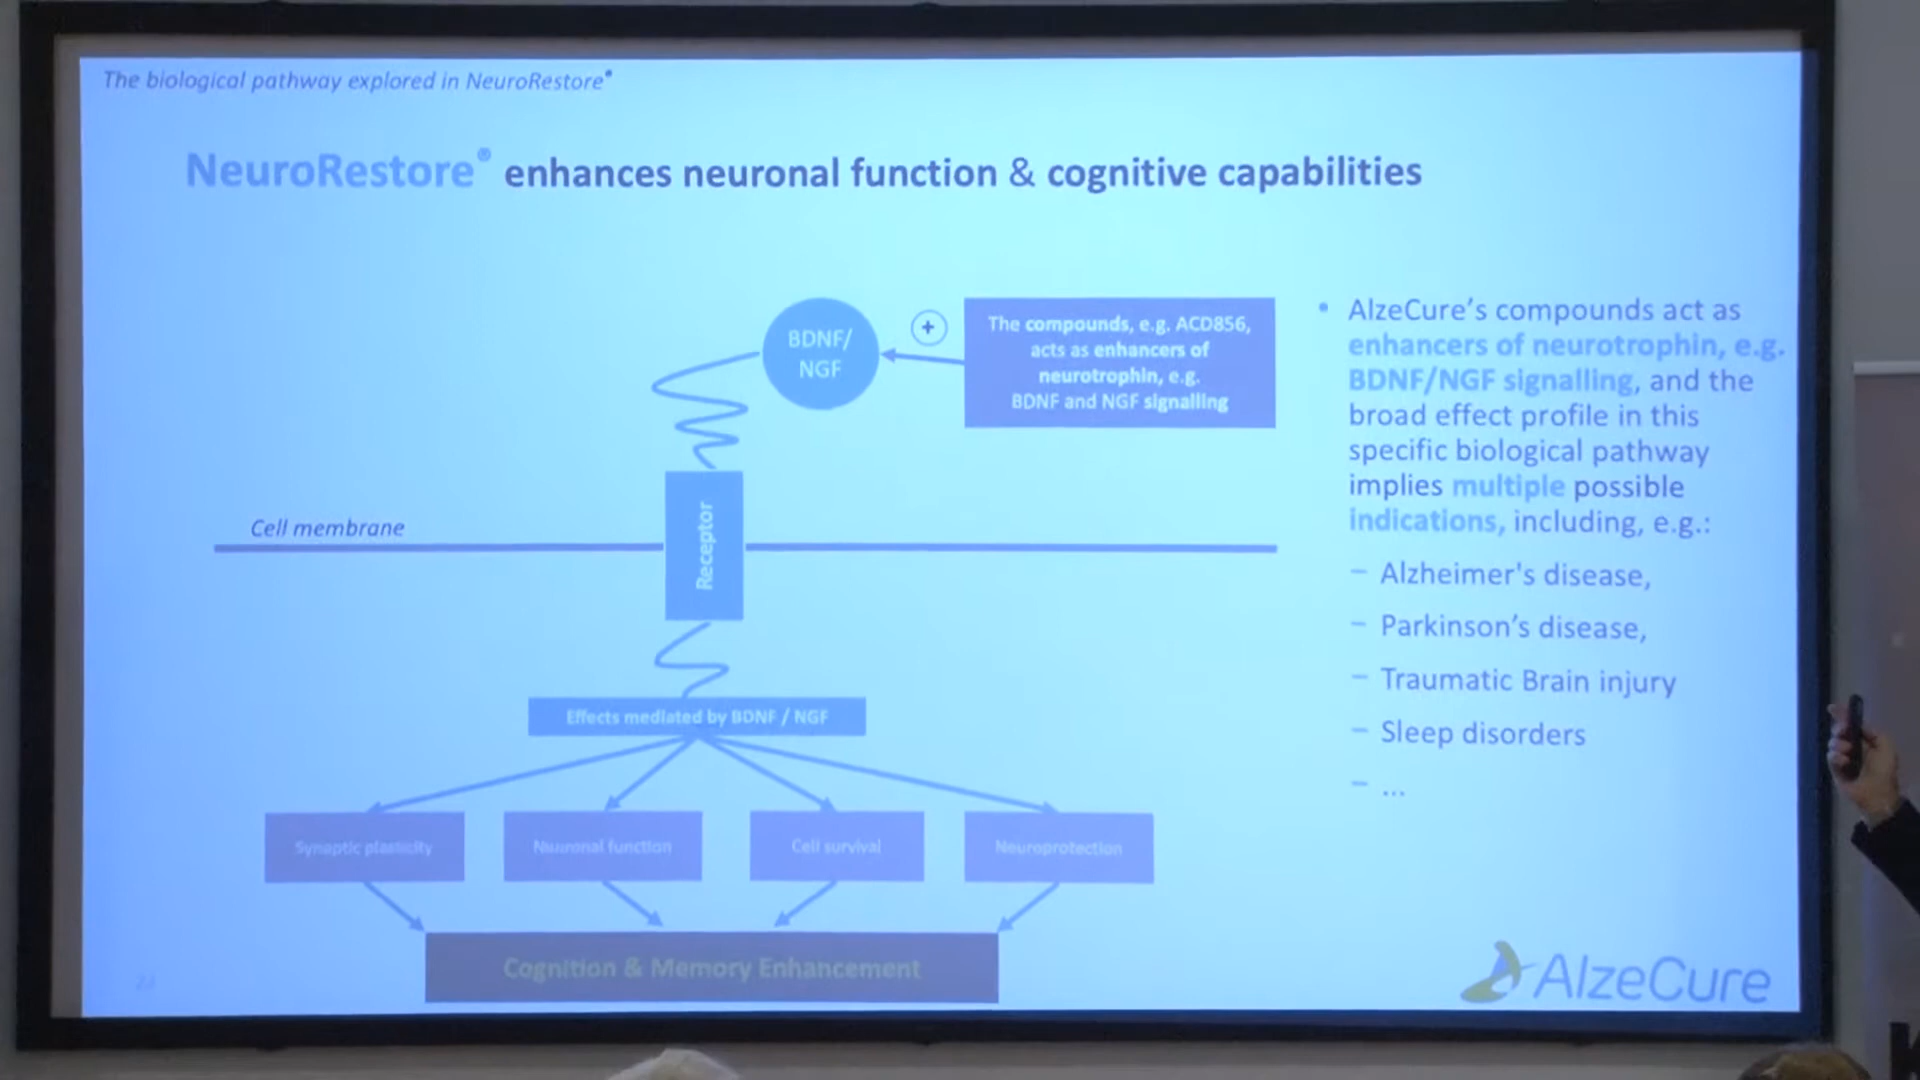 The biological pathway explored in NeuroRestore®
NeuroRestore® enhances neuronal function & cognitive capabilities
BDNF/
NGF
+
The compounds, e.g. ACD856,
acts as enhancers of
neurotrophin, e.g.
BDNF and NGF signalling
Cell membrane
Receptor
Effects mediated by BDNF / NGF
Synaptic plasticity
Neuronal function
Cell survival
Neuroprotection
Cognition & Memory Enhancement
• AlzeCure’s compounds act as
enhancers of neurotrophin, e.g.
BDNF/NGF signalling, and the
broad effect profile in this
specific biological pathway
implies multiple possible
indications, including, e.g.:
– Alzheimer's disease,
– Parkinson’s disease,
– Traumatic Brain injury
– Sleep disorders
– ...
AlzeCure